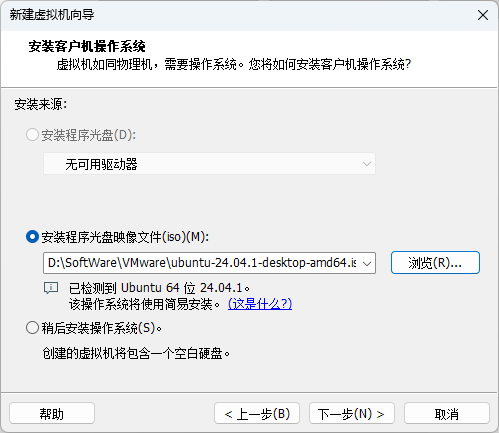 新建虚拟机向导
安装客户机操作系统
虚拟机如同物理机，需要操作系统。您将如何安装客户机操作系统?
安装来源:
安装程序光盘(D):
无可用驱动器
安装程序光盘映像文件(iso)(M):
D:\SoftWare\VMware\ubuntu-24.04.1-desktop-amd64.is
浏览(R)...
已检测到 Ubuntu 64 位 24.04.1。
该操作系统将使用简易安装。 (这是什么?)
稍后安装操作系统(S)。
创建的虚拟机将包含一个空白硬盘。
帮助
< 上一步(B)
下一步(N) >
取消